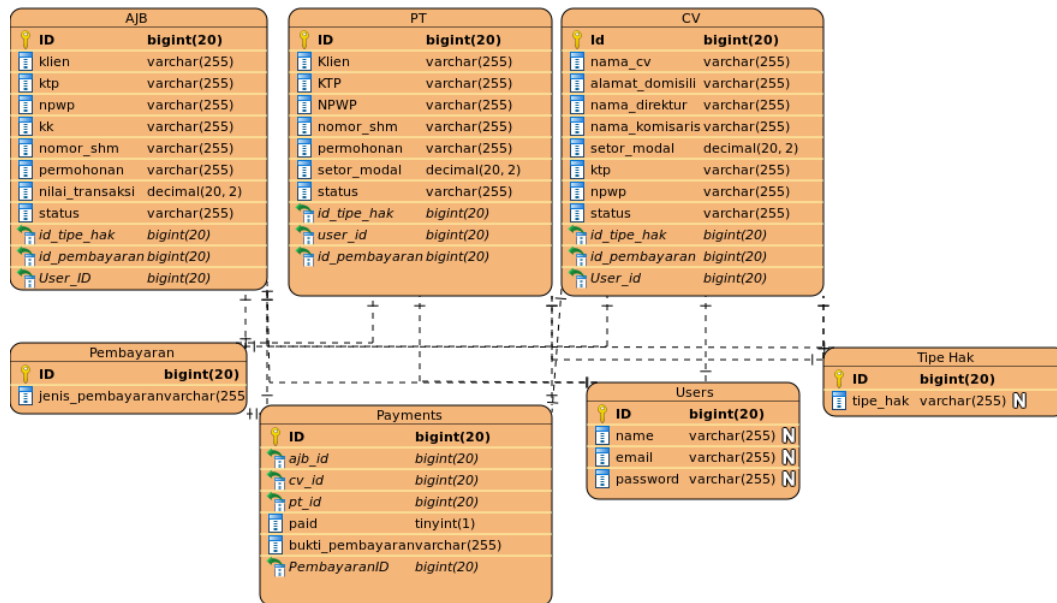 AJB
ID bigint(20)
klien varchar(255)
ktp varchar(255)
npwp varchar(255)
kk varchar(255)
nomor_shm varchar(255)
permohonan varchar(255)
nilai_transaksi decimal(20, 2)
status varchar(255)
id_tipe_hak bigint(20)
id_pembayaran bigint(20)
User_ID bigint(20)
PT
ID bigint(20)
Klien varchar(255)
KTP varchar(255)
NPWP varchar(255)
nomor_shm varchar(255)
permohonan varchar(255)
setor_modal decimal(20, 2)
status varchar(255)
id_tipe_hak bigint(20)
user_id bigint(20)
id_pembayaran bigint(20)
CV
Id bigint(20)
nama_cv varchar(255)
alamat_domisili varchar(255)
nama_direktur varchar(255)
nama_komisaris varchar(255)
setor_modal decimal(20, 2)
ktp varchar(255)
npwp varchar(255)
status varchar(255)
id_tipe_hak bigint(20)
id_pembayaran bigint(20)
User_id bigint(20)
Pembayaran
ID bigint(20)
jenis_pembayaranvarchar(255
Payments
ID bigint(20)
ajb_id bigint(20)
cv_id bigint(20)
pt_id bigint(20)
paid tinyint(1)
bukti_pembayaranvarchar(255)
PembayaranID bigint(20)
Users
ID bigint(20)
name varchar(255) N
email varchar(255) N
password varchar(255) N
Tipe Hak
ID bigint(20)
tipe_hak varchar(255) N